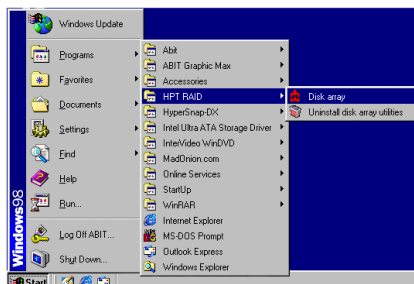 Windows Update
Programs
Favorites
Documents
Settings
Find
Help
Run...
Log Off ABIT...
Shut Down...
Windows98
Start
Abit
ABIT Graphic Max
Accessories
HPT RAID
HyperSnap-DX
Intel Ultra ATA Storage Driver
InterVideo WinDVD
MadOnion.com
Online Services
StartUp
WinRAR
Internet Explorer
MS-DOS Prompt
Outlook Express
Windows Explorer
Disk array
Uninstall disk array utilities